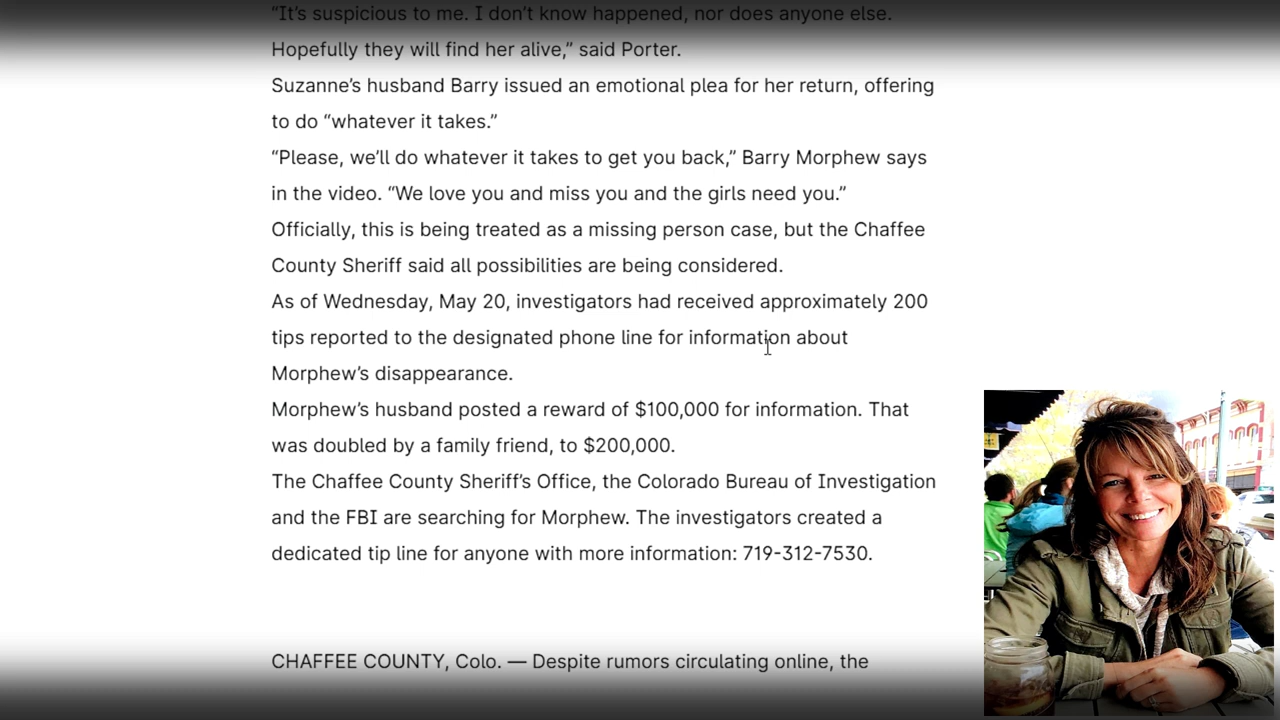 “It’s suspicious to me. I don’t know happened, nor does anyone else.
Hopefully they will find her alive,” said Porter.
Suzanne’s husband Barry issued an emotional plea for her return, offering
to do “whatever it takes.”
“Please, we’ll do whatever it takes to get you back,” Barry Morphew says
in the video. “We love you and miss you and the girls need you.”
Officially, this is being treated as a missing person case, but the Chaffee
County Sheriff said all possibilities are being considered.
As of Wednesday, May 20, investigators had received approximately 200
tips reported to the designated phone line for information about
Morphew’s disappearance.
Morphew’s husband posted a reward of $100,000 for information. That
was doubled by a family friend, to $200,000.
The Chaffee County Sheriff’s Office, the Colorado Bureau of Investigation
and the FBI are searching for Morphew. The investigators created a
dedicated tip line for anyone with more information: 719-312-7530.
CHAFFEE COUNTY, Colo. — Despite rumors circulating online, the